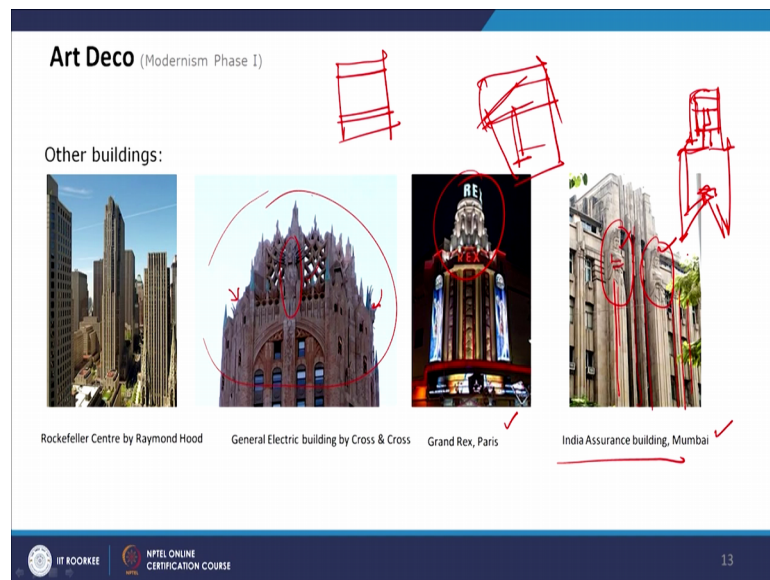 Art Deco (Modernism Phase I)
Other buildings:
REX
REX
Rockefeller Centre by Raymond Hood
General Electric building by Cross & Cross
Grand Rex, Paris
India Assurance building, Mumbai
IIT ROORKEE
NPTEL ONLINE
CERTIFICATION COURSE
13